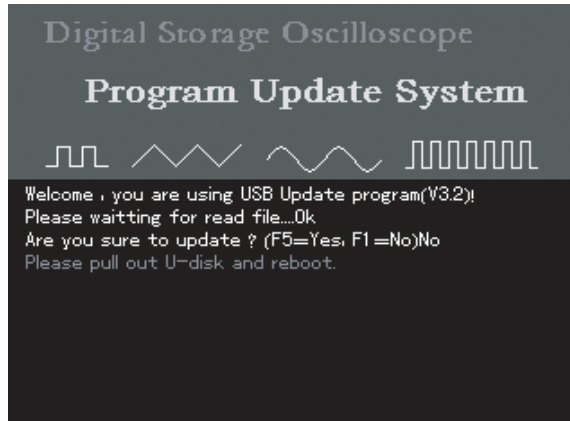 Digital Storage Oscilloscope
Program Update System
Welcome , you are using USB Update program(V3.2)!
Please waitting for read file....Ok
Are you sure to update ? (F5=Yes, F1=No)No
Please pull out U-disk and reboot.